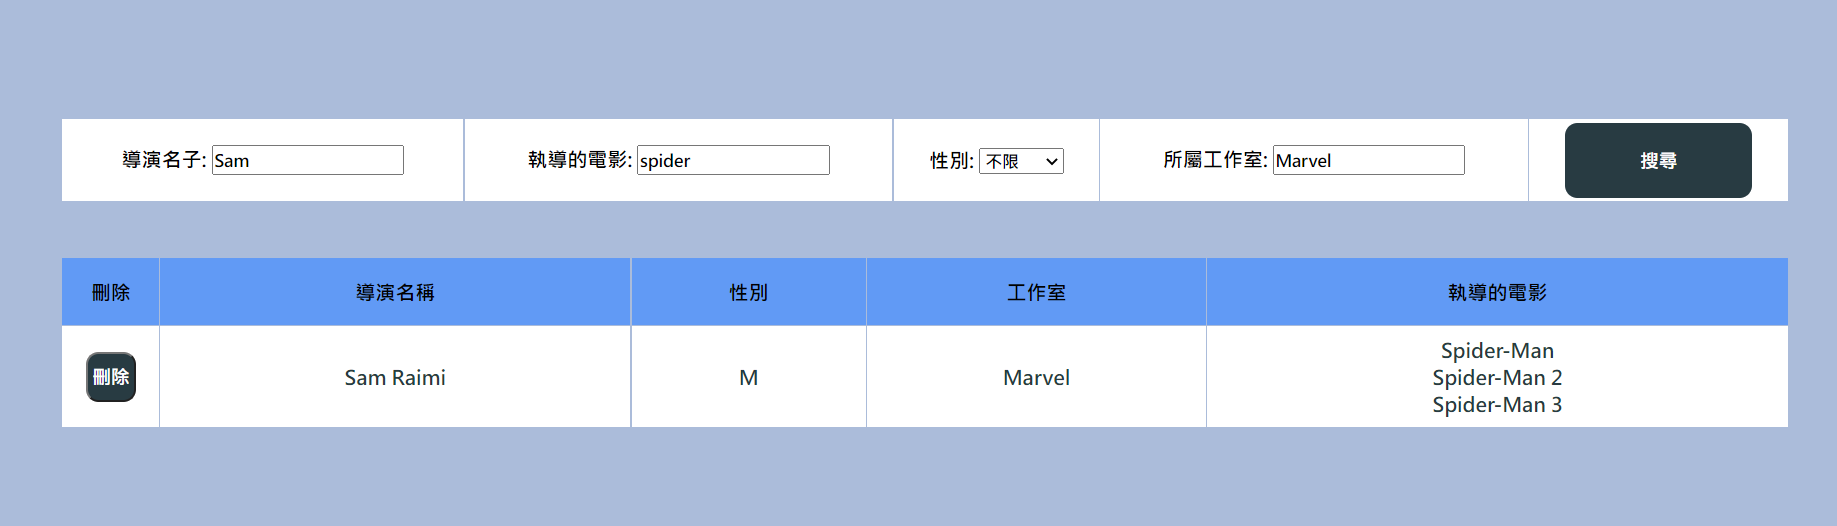 導演名子: Sam 執導的電影: spider 性別: 不限 所屬工作室: Marvel 搜尋
刪除 導演名稱 性別 工作室 執導的電影
刪除 Sam Raimi M Marvel Spider-Man
Spider-Man 2
Spider-Man 3